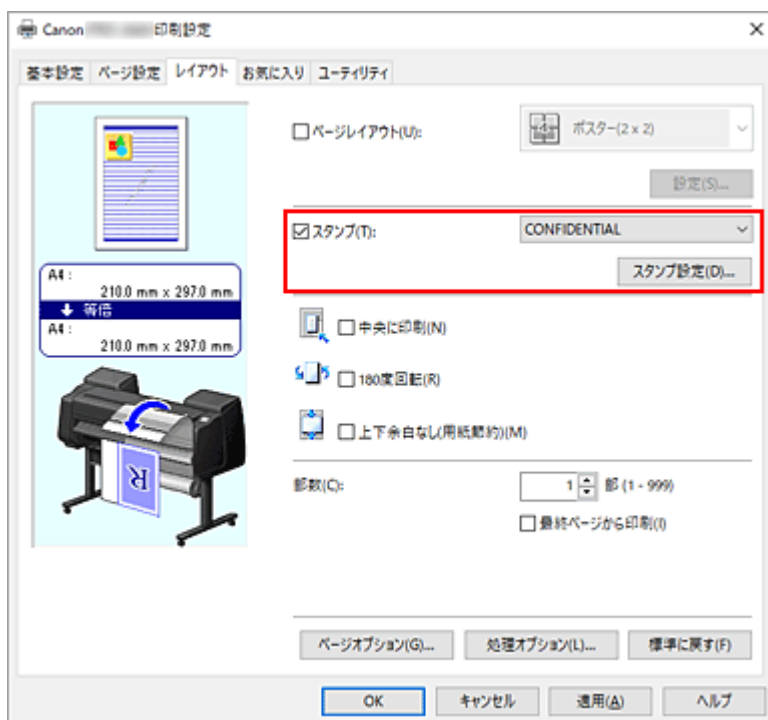 Canon 印刷設定
基本設定 ページ設定 レイアウト お気に入り ユーティリティ
ページレイアウト(U): ポスター(2 x 2)
設定(S)...
スタンプ(T): CONFIDENTIAL
スタンプ設定(D)...
A4 :
210.0 mm x 297.0 mm
等倍
A4 :
210.0 mm x 297.0 mm
中央に印刷(N)
180度回転(R)
上下余白なし(用紙節約)(M)
R
部数(C): 1 部 (1 - 999)
最終ページから印刷(I)
ページオプション(G)... 処理オプション(L)... 標準に戻す(F)
OK キャンセル 適用(A) ヘルプ